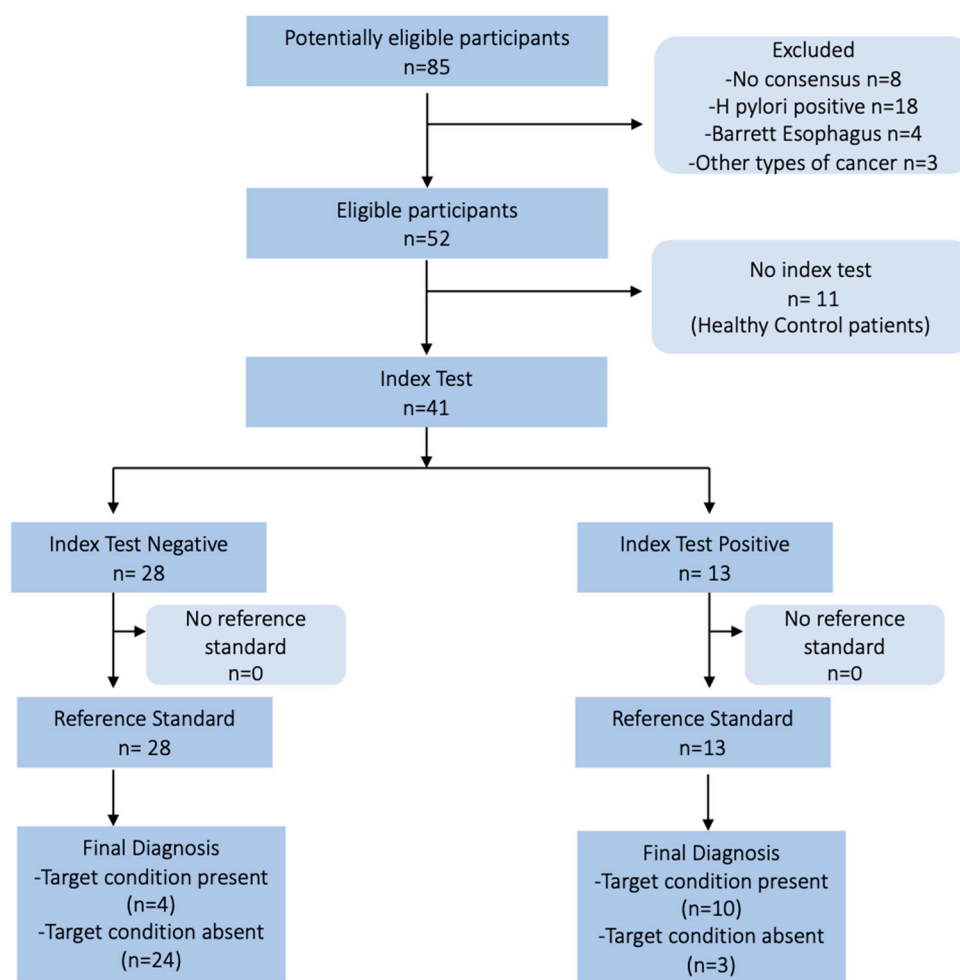 Potentially eligible participants
n=85
Excluded
-No consensus n=8
-H pylori positive n=18
-Barrett Esophagus n=4
-Other types of cancer n=3
Eligible participants
n=52
No index test
n= 11
(Healthy Control patients)
Index Test
n=41
Index Test Negative
n= 28
Index Test Positive
n= 13
No reference
standard
n=0
No reference
standard
n=0
Reference Standard
n= 28
Reference Standard
n=13
Final Diagnosis
-Target condition present
(n=4)
-Target condition absent
(n=24)
Final Diagnosis
-Target condition present
(n=10)
-Target condition absent
(n=3)